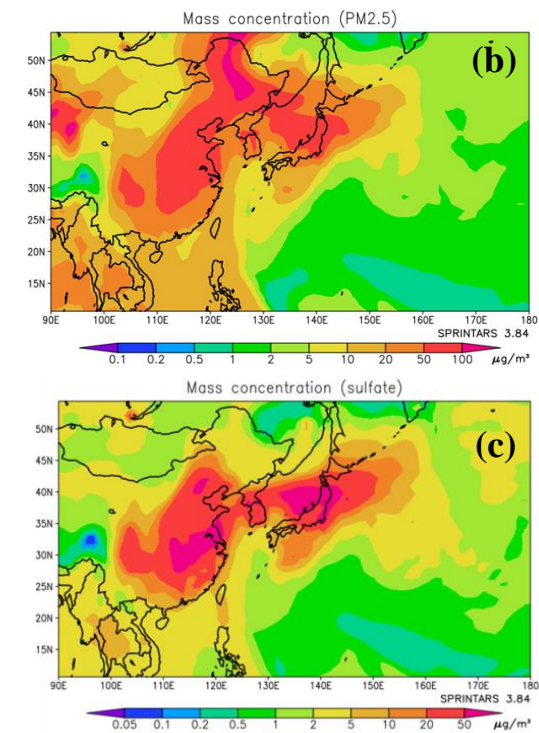 Mass concentration (PM2.5)
(b)
50N
45N
40N
35N
30N
25N
20N
15N
90E 100E 110E 120E 130E 140E 150E 160E 170E 180
SPRINTARS 3.84
0.1 0.2 0.5 1 2 5 10 20 50 100 μg/m³
Mass concentration (sulfate)
(c)
50N
45N
40N
35N
30N
25N
20N
15N
90E 100E 110E 120E 130E 140E 150E 160E 170E 180
SPRINTARS 3.84
0.05 0.1 0.2 0.5 1 2 5 10 20 50 μg/m³